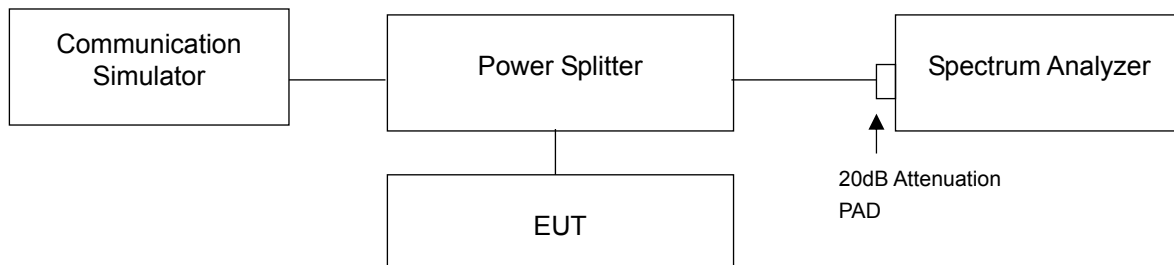 Communication
Simulator
Power Splitter
Spectrum Analyzer
20dB Attenuation
PAD
EUT